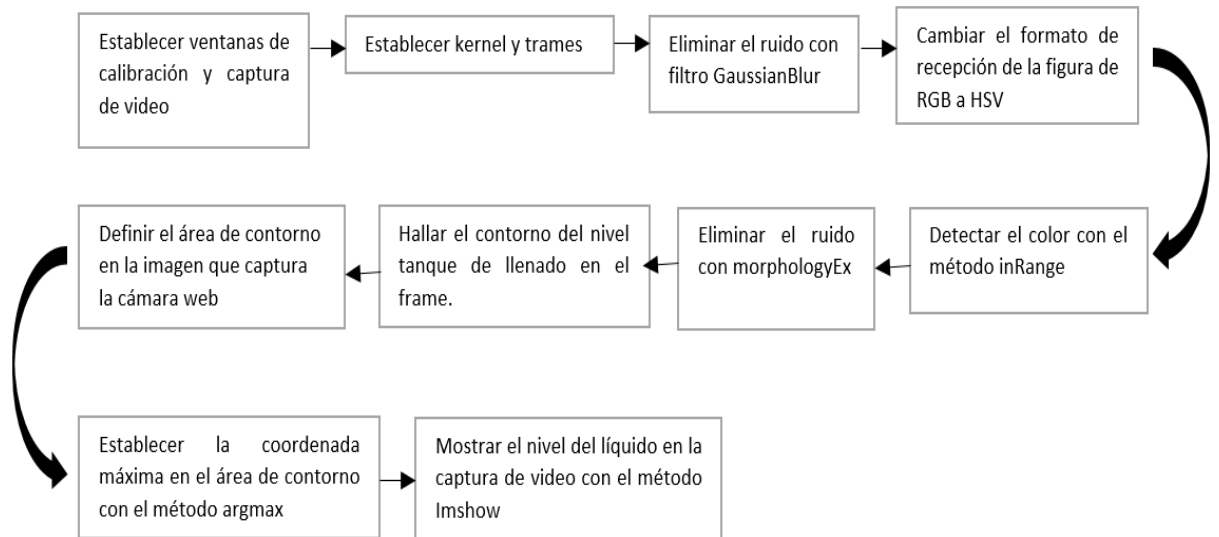 Establecer ventanas de
calibración y captura
de video
Establecer kernel y trames
Eliminar el ruido con
filtro GaussianBlur
Cambiar el formato de
recepción de la figura de
RGB a HSV
Detectar el color con el
método inRange
Eliminar el ruido
con morphologyEx
Hallar el contorno del nivel
tanque de llenado en el
frame.
Definir el área de contorno
en la imagen que captura
la cámara web
Establecer la coordenada
máxima en el área de contorno
con el método argmax
Mostrar el nivel del líquido en la
captura de video con el método
Imshow